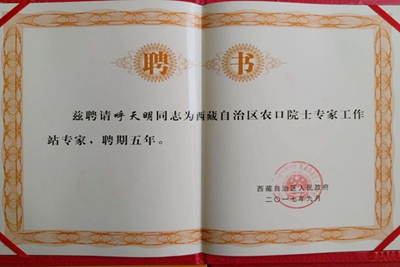 聘书
兹聘请呼天明同志为西藏自治区农口院士专家工作
站专家，聘期五年。
西藏自治区人民政府
二〇一七年九月